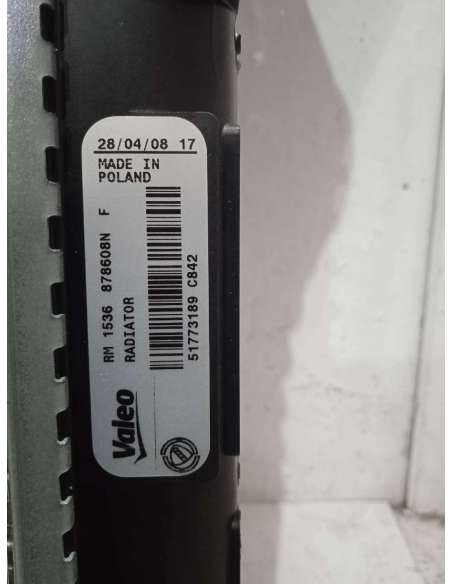 28/04/08 17
MADE IN
POLAND
RM 1536 878608N F
RADIATOR
51773189 C842
Valeo